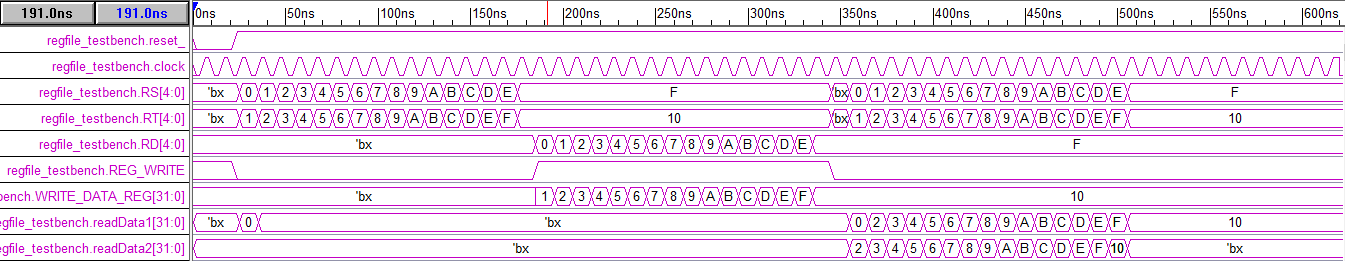 191.0ns 191.0ns 0ns 50ns 100ns 150ns 200ns 250ns 300ns 350ns 400ns 450ns 500ns 550ns 600ns
regfile_testbench.reset_
regfile_testbench.clock
regfile_testbench.RS[4:0] 'bx 0 1 2 3 4 5 6 7 8 9 A B C D E F bx 0 1 2 3 4 5 6 7 8 9 A B C D E F
regfile_testbench.RT[4:0] 'bx 1 2 3 4 5 6 7 8 9 A B C D E F 10 bx 1 2 3 4 5 6 7 8 9 A B C D E F 10
regfile_testbench.RD[4:0] 'bx 0 1 2 3 4 5 6 7 8 9 A B C D E F
regfile_testbench.REG_WRITE
ench.WRITE_DATA_REG[31:0] 'bx 1 2 3 4 5 6 7 8 9 A B C D E F 10
egfile_testbench.readData1[31:0] 'bx 0 'bx 0 2 3 4 5 6 7 8 9 A B C D E F 10
egfile_testbench.readData2[31:0] 'bx 2 3 4 5 6 7 8 9 A B C D E F 10 'bx